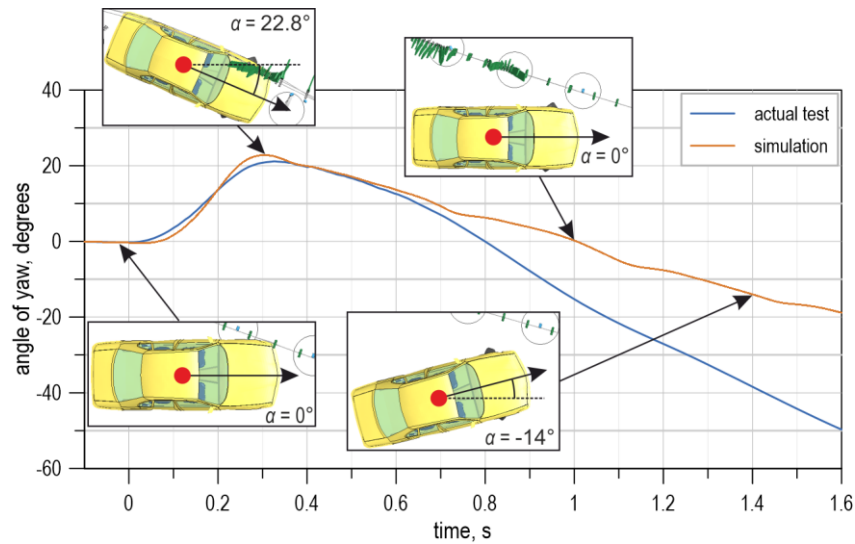 α = 22.8°
α = 0°
actual test
simulation
40
20
0
-20
-40
-60
angle of yaw, degrees
α = 0°
α = -14°
0
0.2
0.4
0.6
0.8
1
1.2
1.4
1.6
time, s